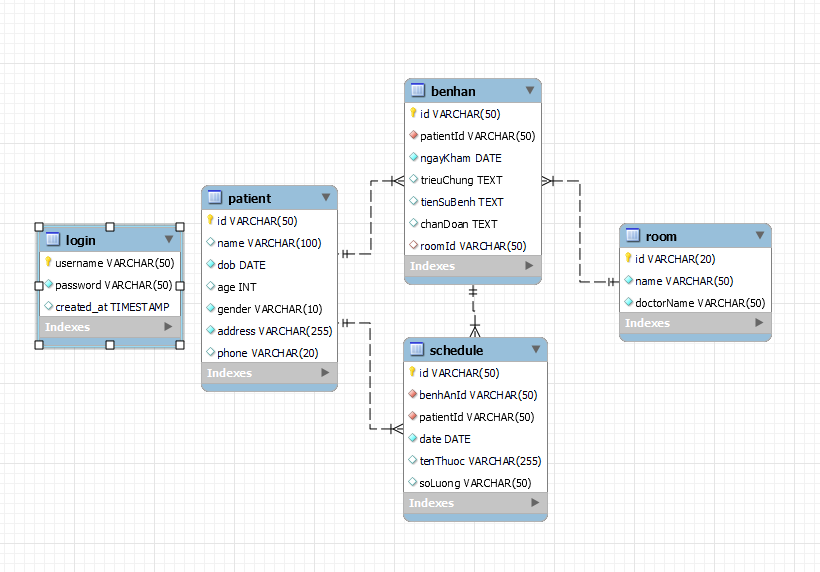 benhan
id VARCHAR(50)
patientId VARCHAR(50)
ngayKham DATE
trieuChung TEXT
tienSuBenh TEXT
chanDoan TEXT
roomId VARCHAR(50)
Indexes
patient
id VARCHAR(50)
name VARCHAR(100)
dob DATE
age INT
gender VARCHAR(10)
address VARCHAR(255)
phone VARCHAR(20)
Indexes
login
username VARCHAR(50)
password VARCHAR(50)
created_at TIMESTAMP
Indexes
room
id VARCHAR(20)
name VARCHAR(50)
doctorName VARCHAR(50)
Indexes
schedule
id VARCHAR(50)
benhAnId VARCHAR(50)
patientId VARCHAR(50)
date DATE
tenThuoc VARCHAR(255)
soLuong VARCHAR(50)
Indexes